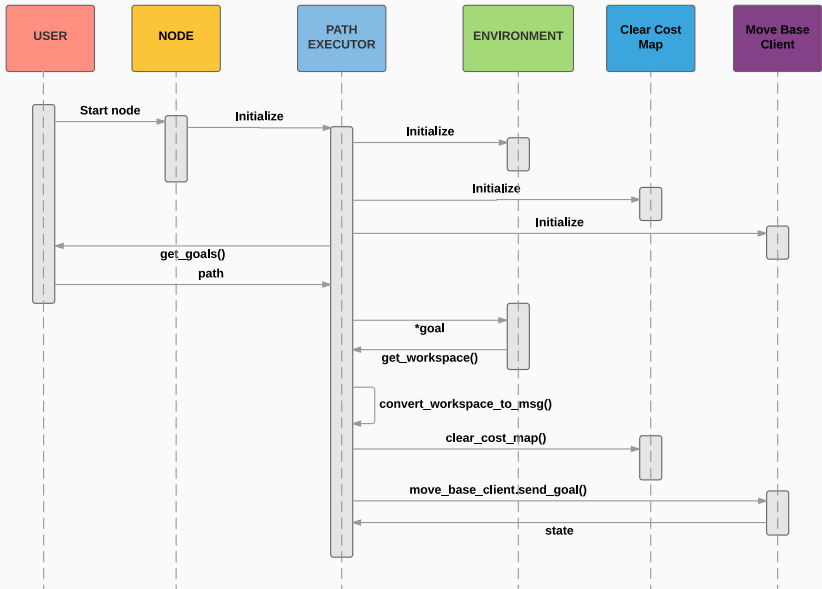 USER
NODE
PATH
EXECUTOR
ENVIRONMENT
Clear Cost
Map
Move Base
Client
Start node
Initialize
Initialize
Initialize
Initialize
get_goals()
path
*goal
get_workspace()
convert_workspace_to_msg()
clear_cost_map()
move_base_client.send_goal()
state